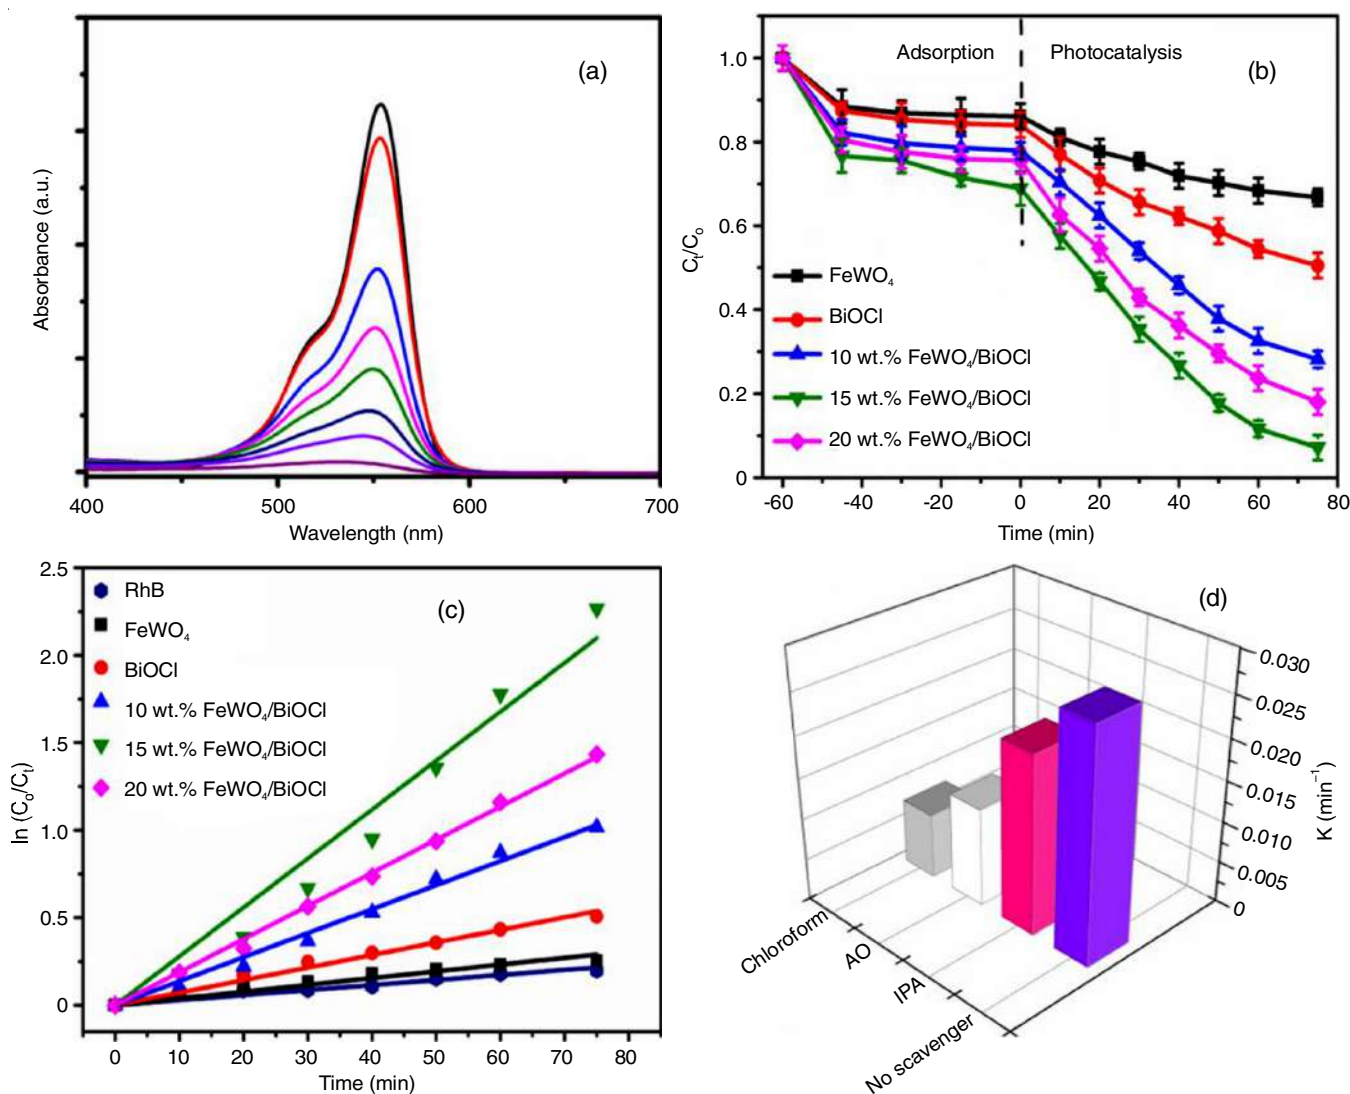 (a)
Absorbance (a.u.)
400 500 600 700
Wavelength (nm)
(b)
Adsorption Photocatalysis
1.0
0.8
0.6
0.4
0.2
0
Cₜ/Cₒ
FeWO₄
BiOCl
10 wt.% FeWO₄/BiOCl
15 wt.% FeWO₄/BiOCl
20 wt.% FeWO₄/BiOCl
-60 -40 -20 0 20 40 60 80
Time (min)
(c)
2.5
2.0
1.5
1.0
0.5
0
ln (Cₒ/Cₜ)
RhB
FeWO₄
BiOCl
10 wt.% FeWO₄/BiOCl
15 wt.% FeWO₄/BiOCl
20 wt.% FeWO₄/BiOCl
0 10 20 30 40 50 60 70 80
Time (min)
(d)
0.030
0.025
0.020
0.015
0.010
0.005
0
K (min⁻¹)
Chloroform
AO
IPA
No scavenger